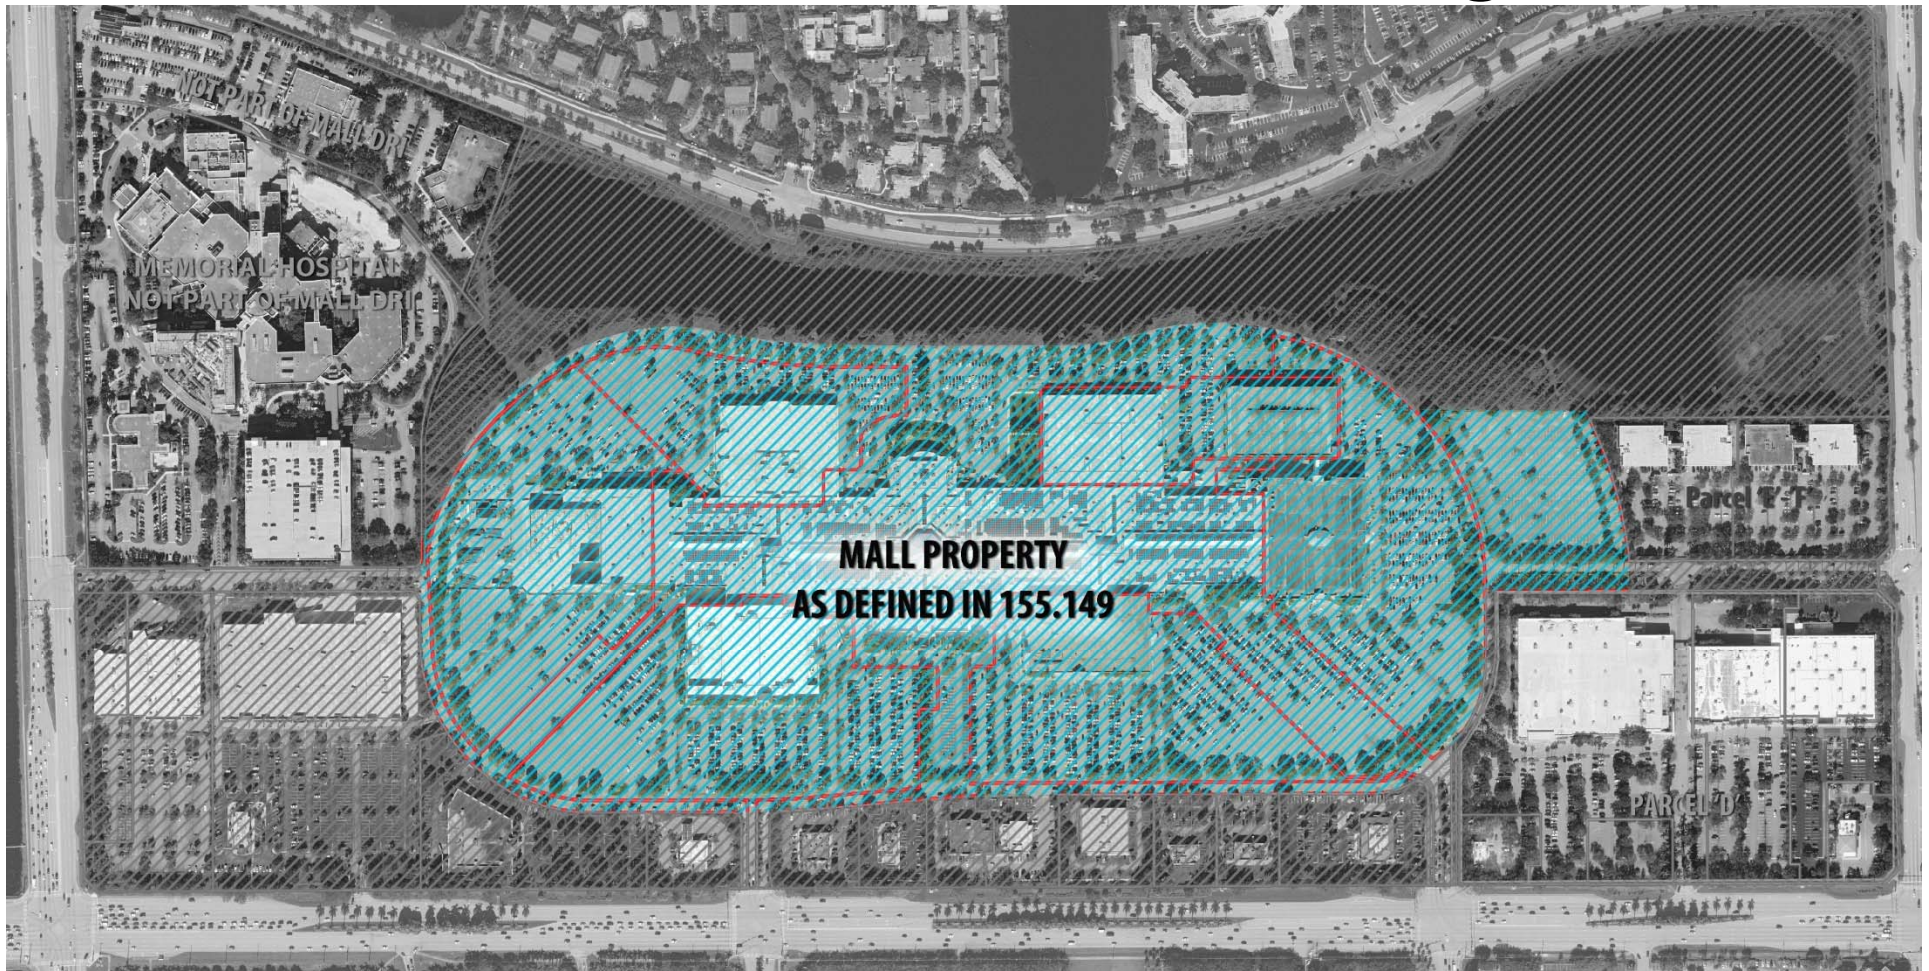 NOT PART OF MALL DRI
MEMORIAL HOSPITAL
NOT PART OF MALL DRI
MALL PROPERTY
AS DEFINED IN 155.149
Parcel "E"-"F"
PARCEL "D"